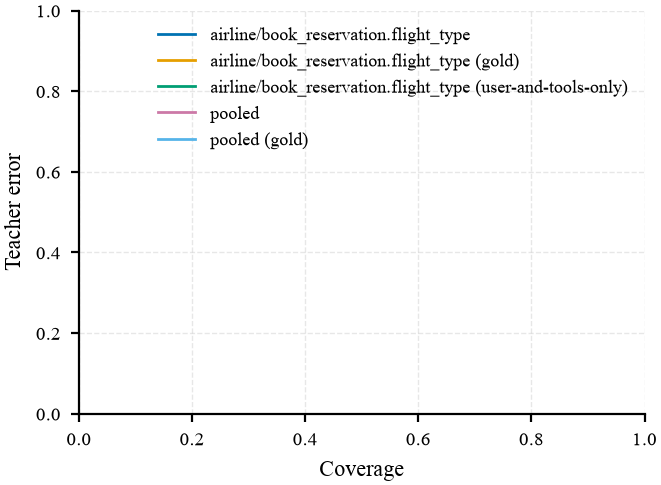 1.0
airline/book_reservation.flight_type
airline/book_reservation.flight_type (gold)
0.8
airline/book_reservation.flight_type (user-and-tools-only)
pooled
pooled (gold)
0.6
Teacher error
0.4
0.2
0.0
0.0 0.2 0.4 0.6 0.8 1.0
Coverage